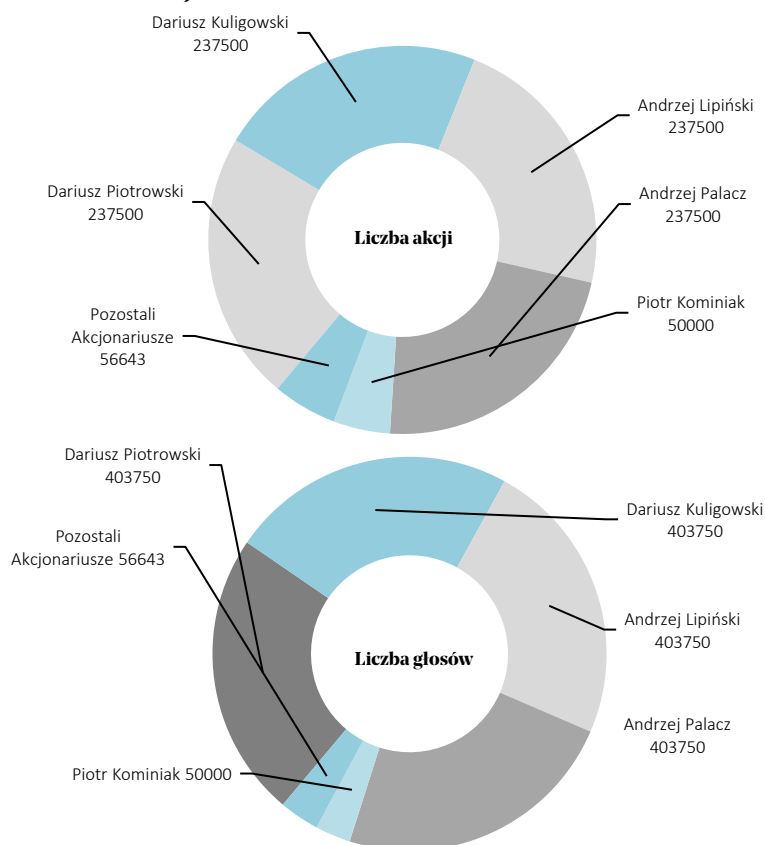 Dariusz Kuligowski
237500
Andrzej Lipiński
237500
Dariusz Piotrowski
237500
Andrzej Palacz
237500
Liczba akcji
Pozostali
Akcjonariusze
56643
Piotr Kominiak
50000
Dariusz Piotrowski
403750
Dariusz Kuligowski
403750
Pozostali
Akcjonariusze 56643
Andrzej Lipiński
403750
Liczba głosów
Andrzej Palacz
403750
Piotr Kominiak 50000